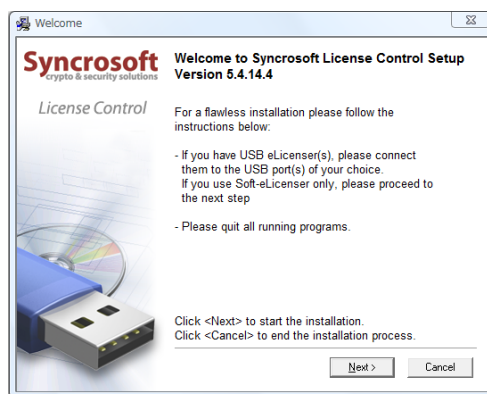 Welcome
Syncrosoft
crypto & security solutions
License Control
Welcome to Syncrosoft License Control Setup
Version 5.4.14.4
For a flawless installation please follow the
instructions below:
- If you have USB eLicenser(s), please connect
them to the USB port(s) of your choice.
If you use Soft-eLicenser only, please proceed to
the next step
- Please quit all running programs.
Click <Next> to start the installation.
Click <Cancel> to end the installation process.
Next >
Cancel